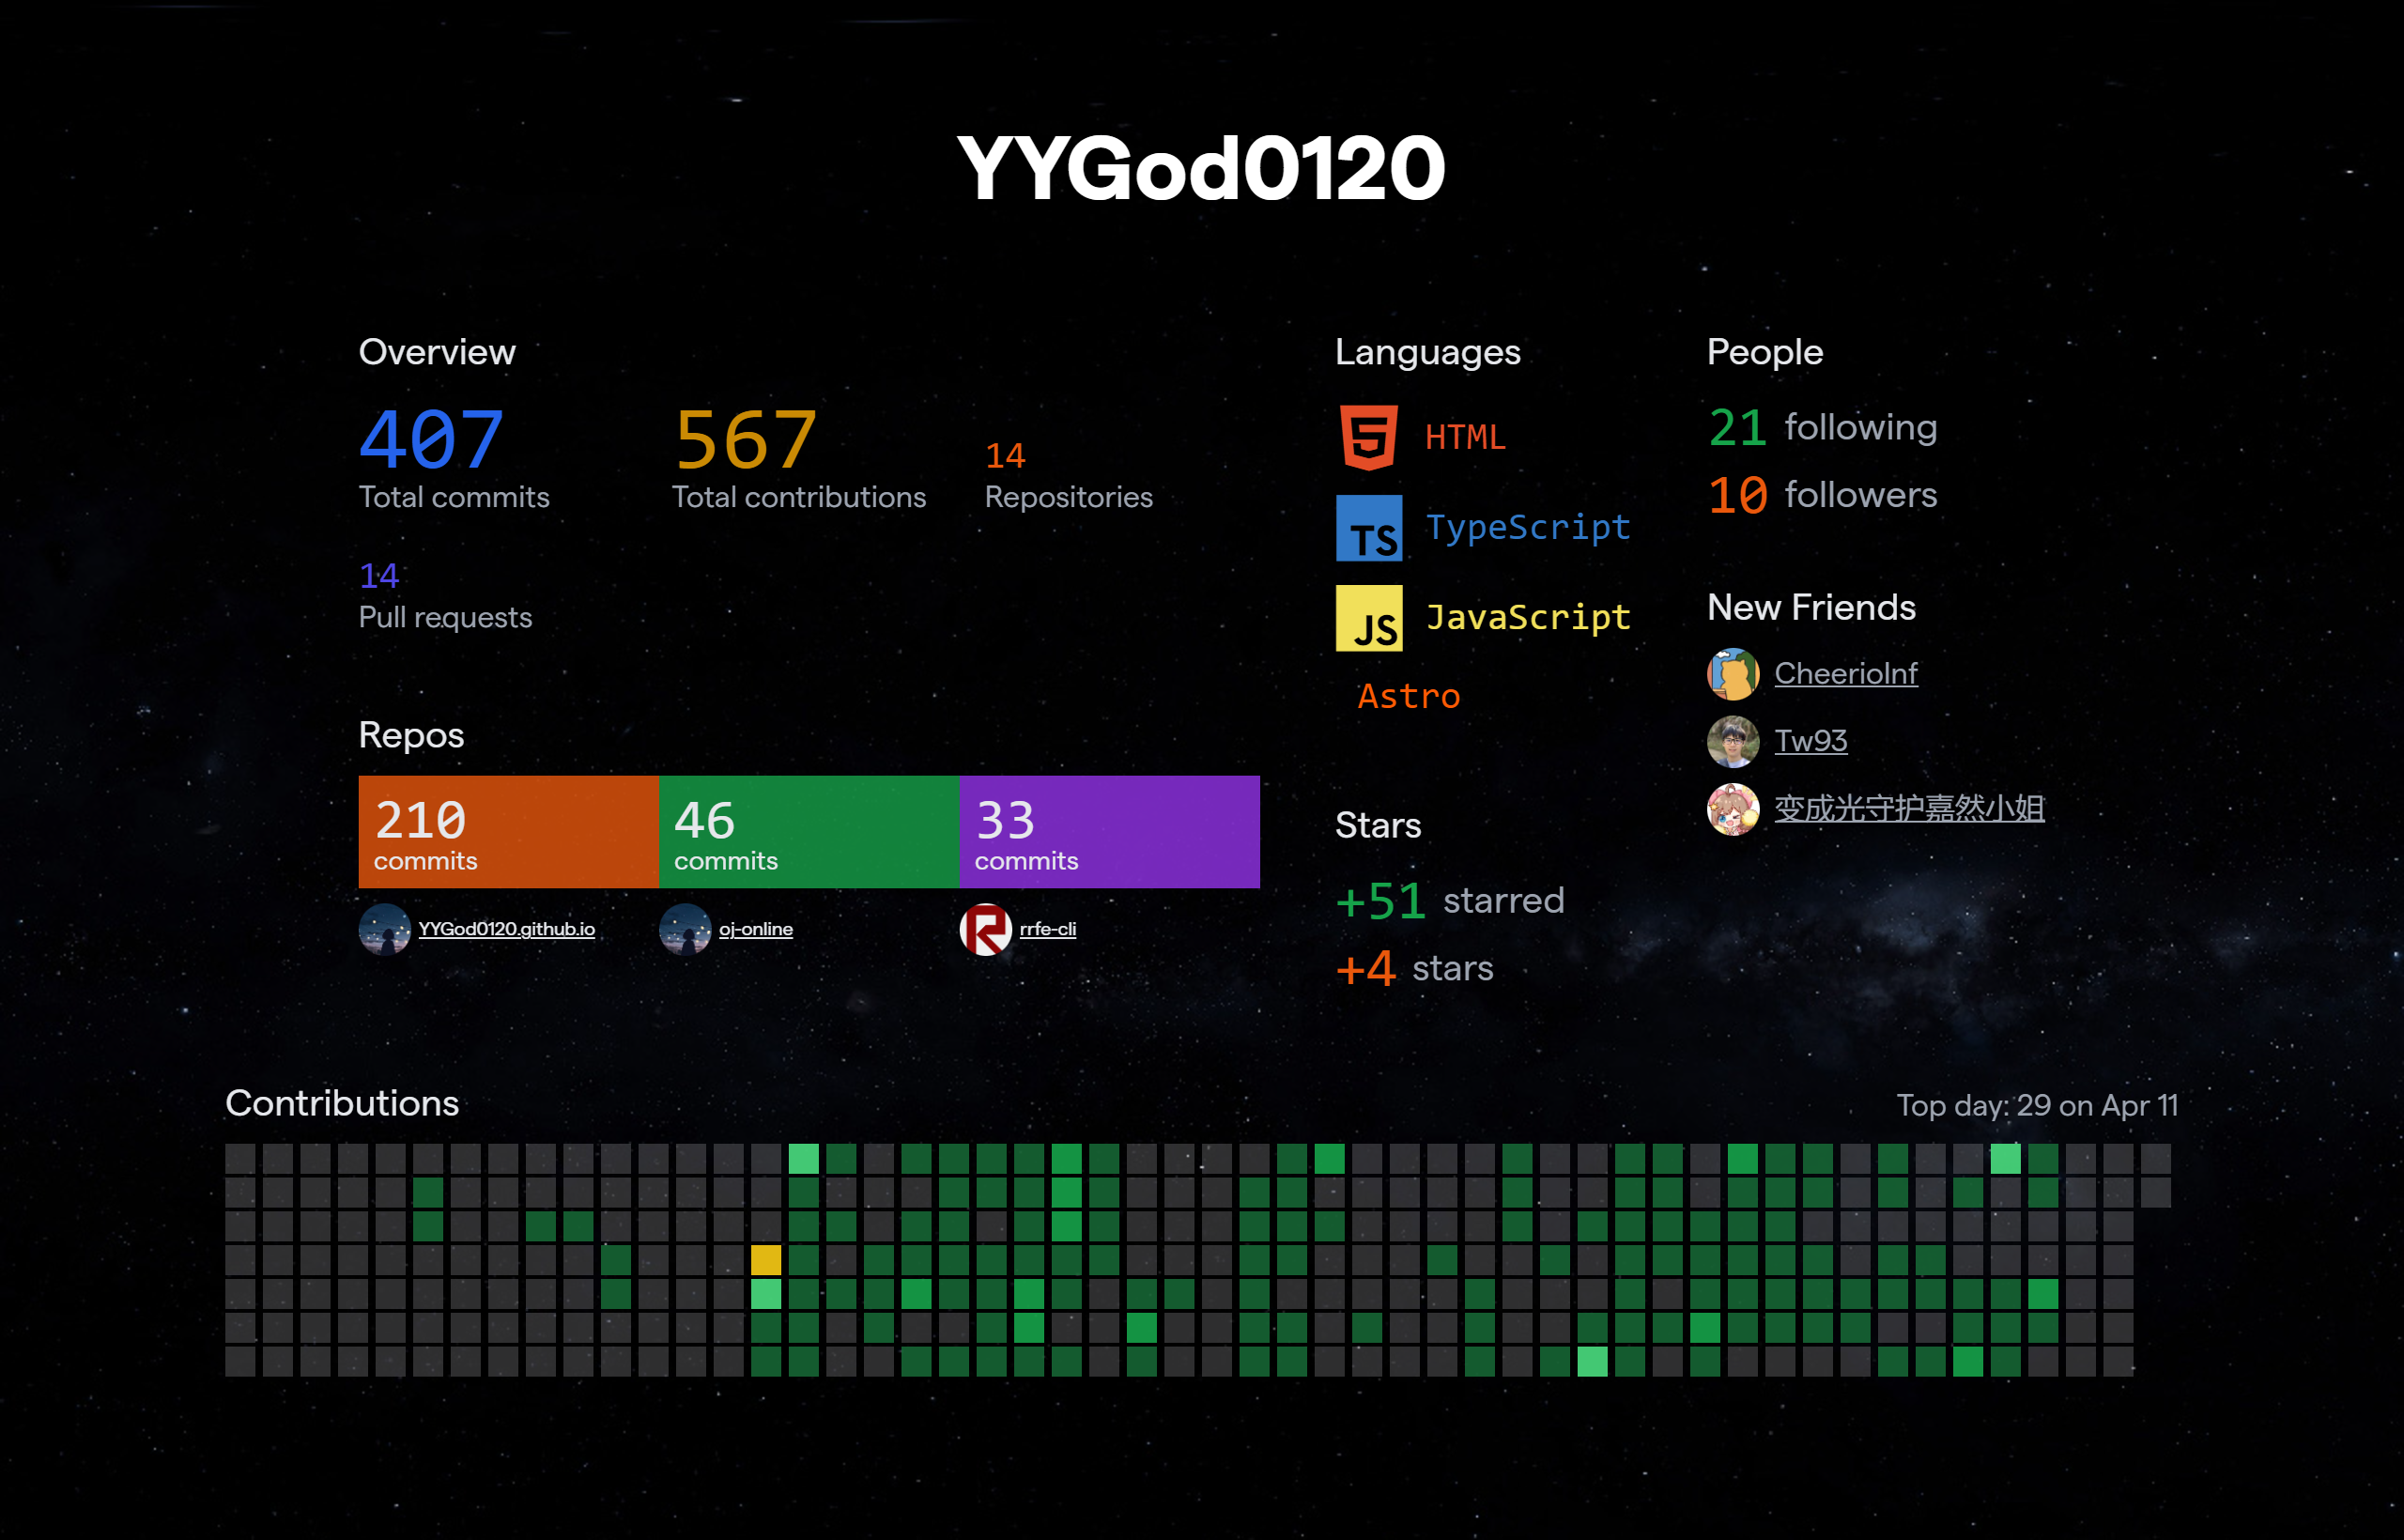 YYGod0120
Overview
407
Total commits
567
Total contributions
14
Repositories
14
Pull requests
Repos
210
commits
46
commits
33
commits
YYGod0120.github.io
oj-online
rrfe-cli
Languages
HTML
TS TypeScript
JS JavaScript
Astro
Stars
+51 starred
+4 stars
People
21 following
10 followers
New Friends
CheerioInf
Tw93
变成光守护嘉然小姐
Contributions
Top day: 29 on Apr 11